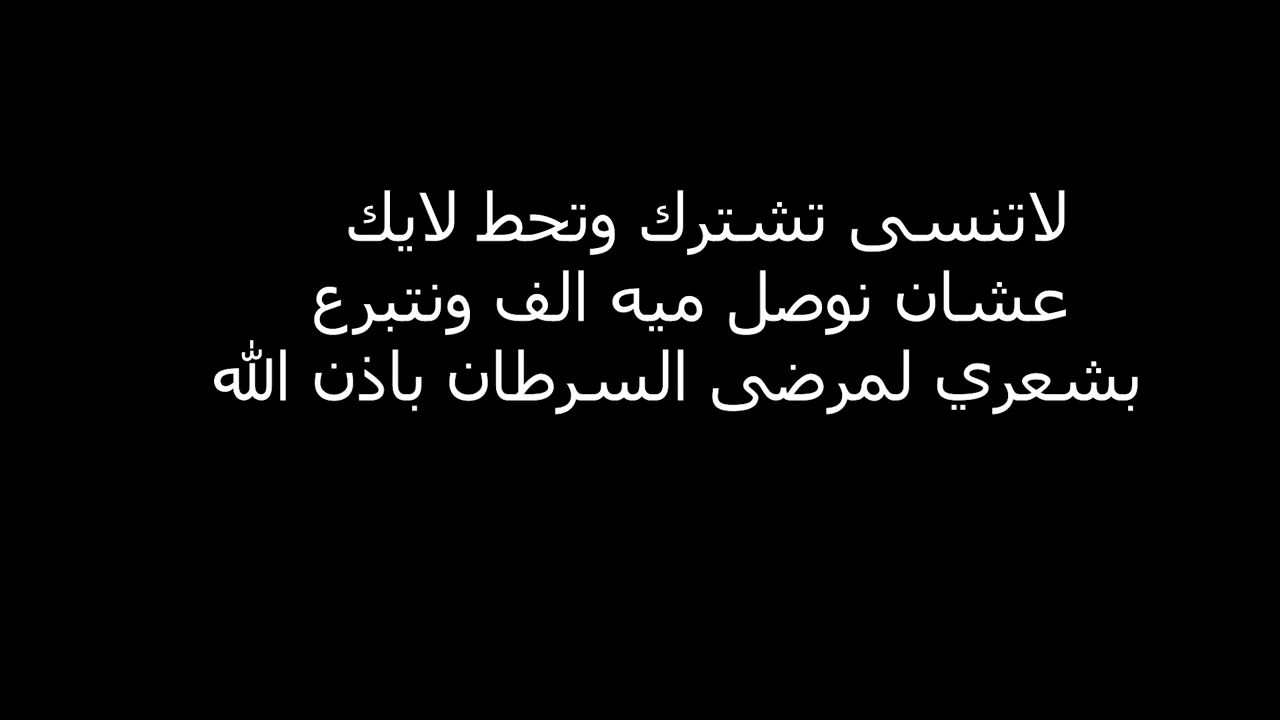 لاتنسى تشترك وتحط لايك
عشان نوصل ميه الف ونتبرع
بشعري لمرضى السرطان باذن الله